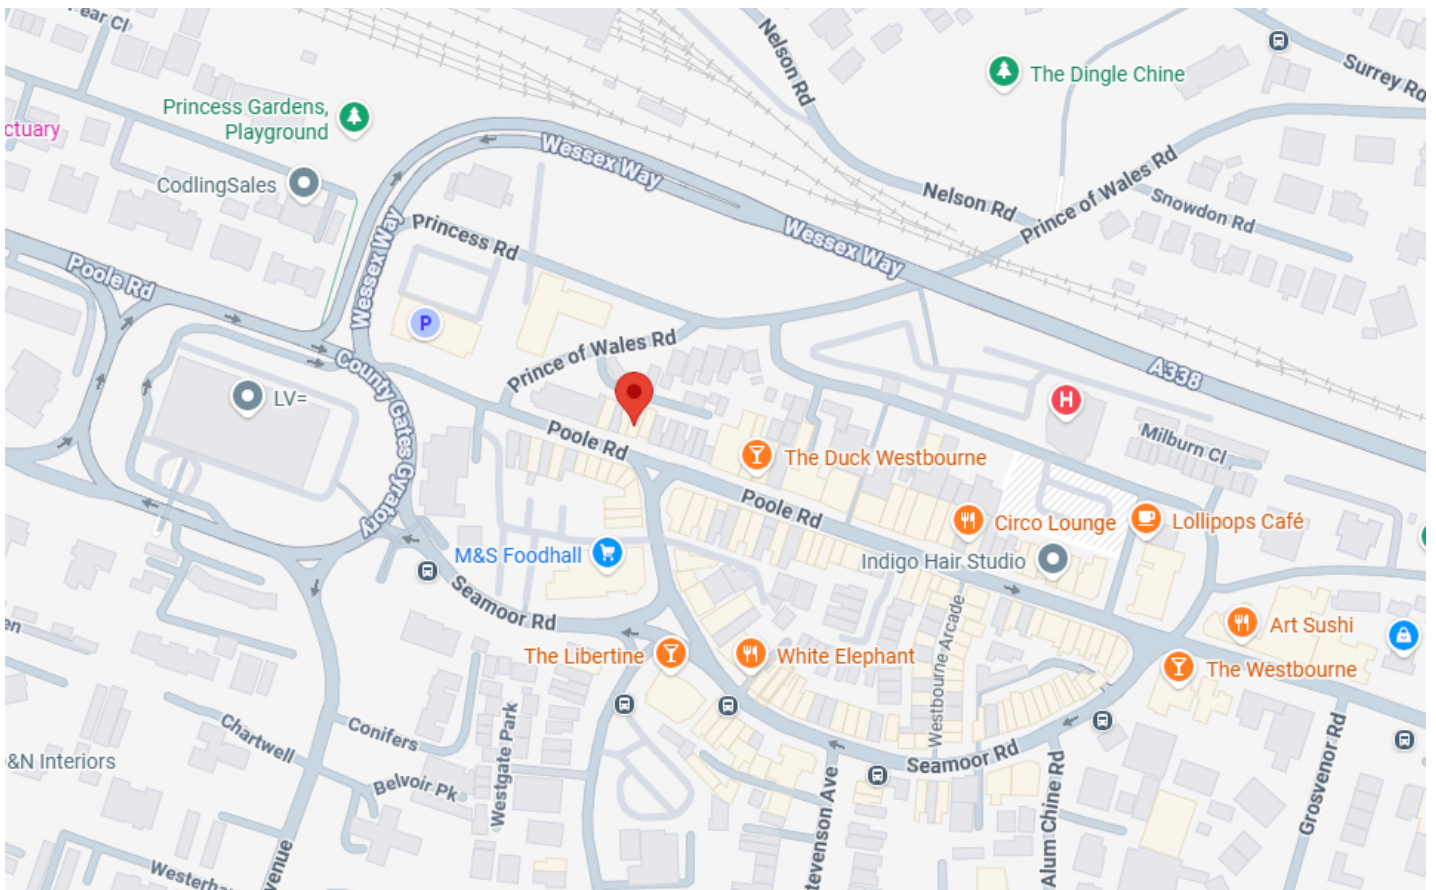 Nelson Rd
Surrey Rd
The Dingle Chine
Princess Gardens,
Playground
Wessex Way
CodlingSales
Prince of Wales Rd
Nelson Rd
Snowdon Rd
Princess Rd
Wessex Way
Poole Rd
Wessex Way
P
Prince of Wales Rd
A338
County Gates Gyratory
LV=
H
Poole Rd
Milburn Cl
The Duck Westbourne
Poole Rd
Circo Lounge
Lollipops Café
M&S Foodhall
Indigo Hair Studio
Seamoor Rd
Westbourne Arcade
Art Sushi
The Libertine
White Elephant
The Westbourne
Chartwell
Conifers
Westgate Park
Seamoor Rd
Grosvenor Rd
&N Interiors
Belvoir Pk
tevenson Ave
Alum Chine Rd
Westerha
venue
ear Cl
ctuary
en